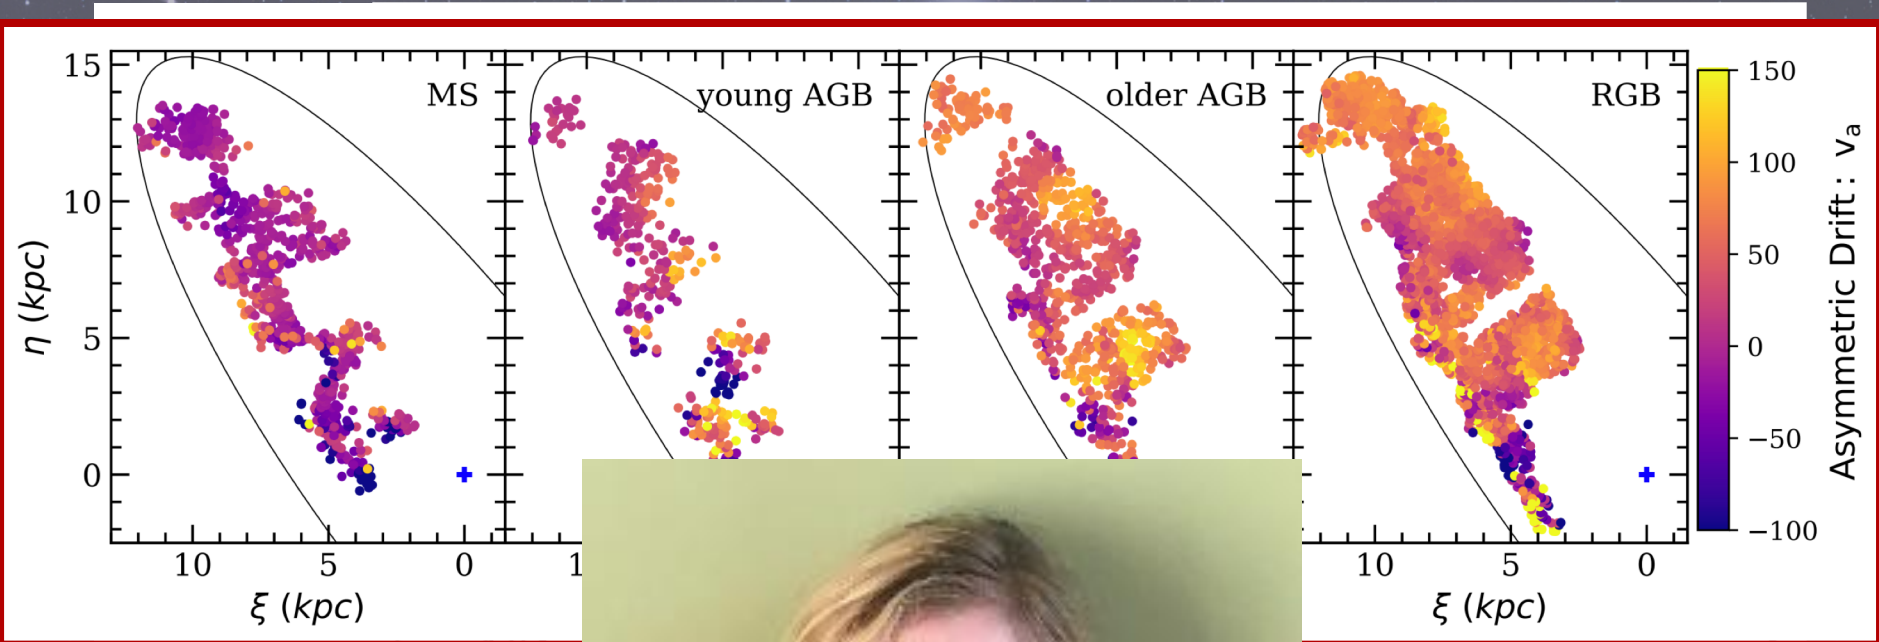 MS
young AGB
older AGB
RGB
15
10
5
0
η (kpc)
10 5 0
1
10 5 0
ξ (kpc)
ξ (kpc)
150
100
50
0
−50
−100
Asymmetric Drift : va